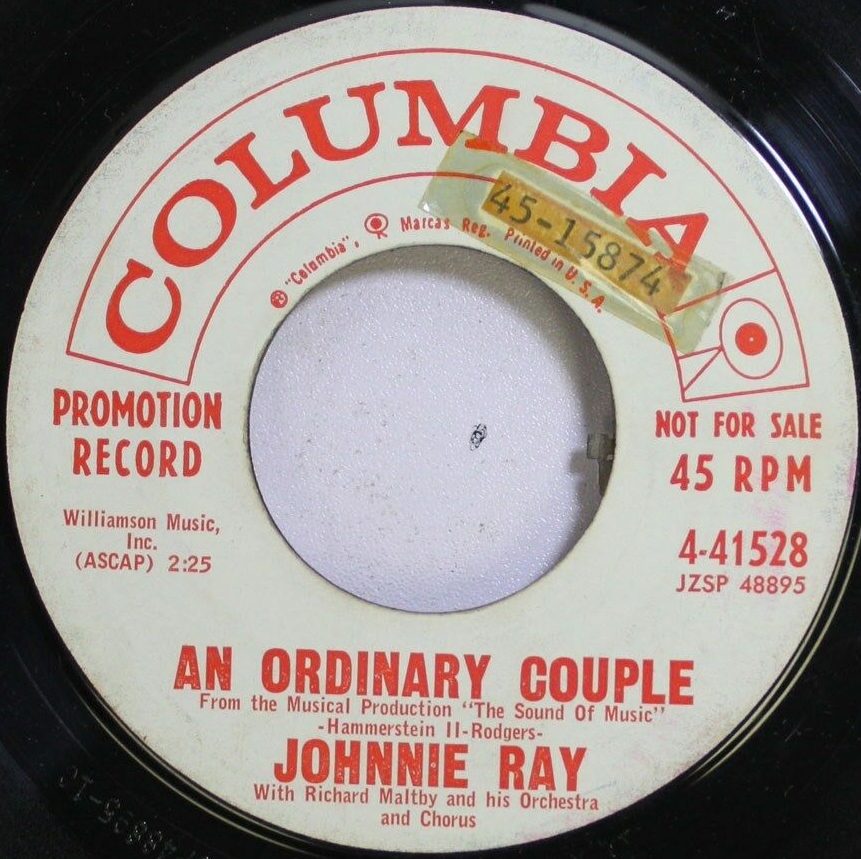 COLUMBIA
45-15874
℗ "Columbia", Marcas Reg. Printed in U. S. A.
PROMOTION
RECORD
Williamson Music,
Inc.
(ASCAP) 2:25
NOT FOR SALE
45 RPM
4-41528
JZSP 48895
AN ORDINARY COUPLE
From the Musical Production "The Sound Of Music"
-Hammerstein II-Rodgers-
JOHNNIE RAY
With Richard Maltby and his Orchestra
and Chorus